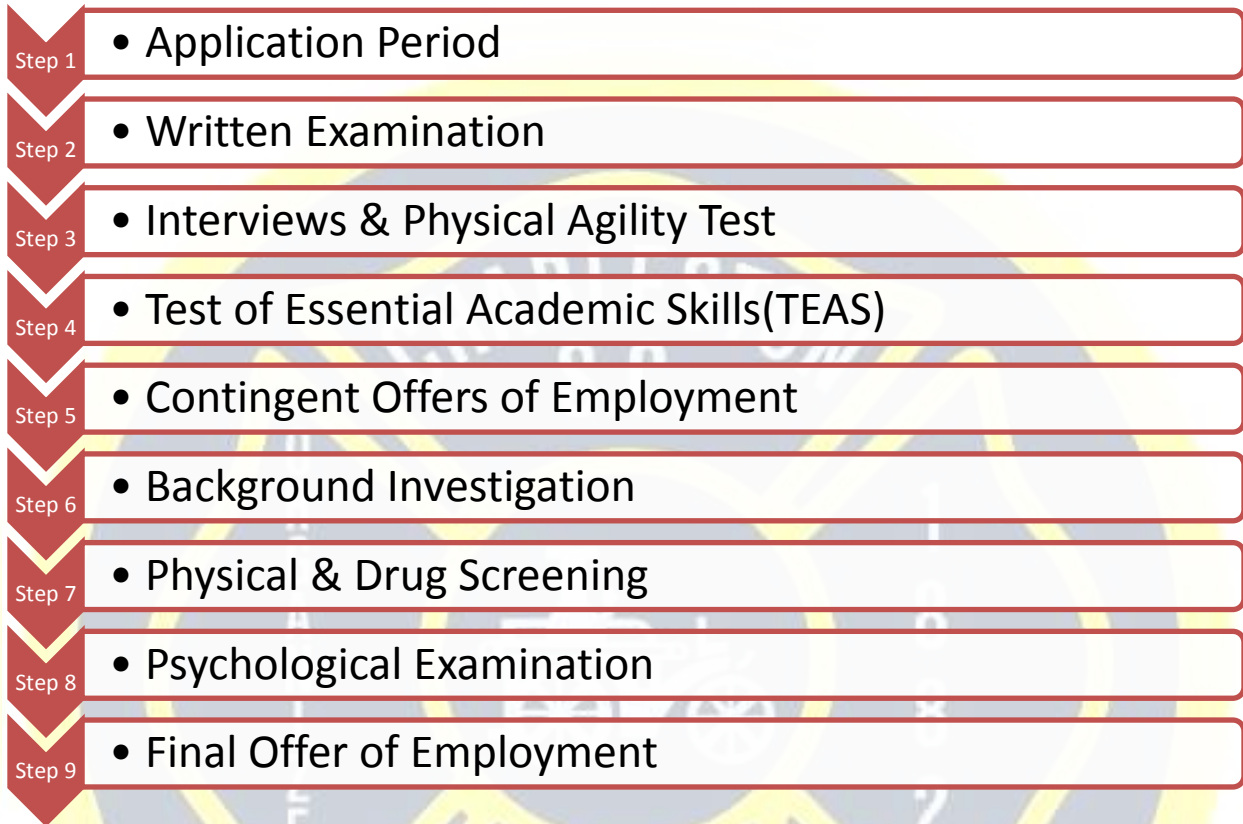 Step 1
• Application Period
Step 2
• Written Examination
Step 3
• Interviews & Physical Agility Test
Step 4
• Test of Essential Academic Skills(TEAS)
Step 5
• Contingent Offers of Employment
Step 6
• Background Investigation
Step 7
• Physical & Drug Screening
Step 8
• Psychological Examination
Step 9
• Final Offer of Employment